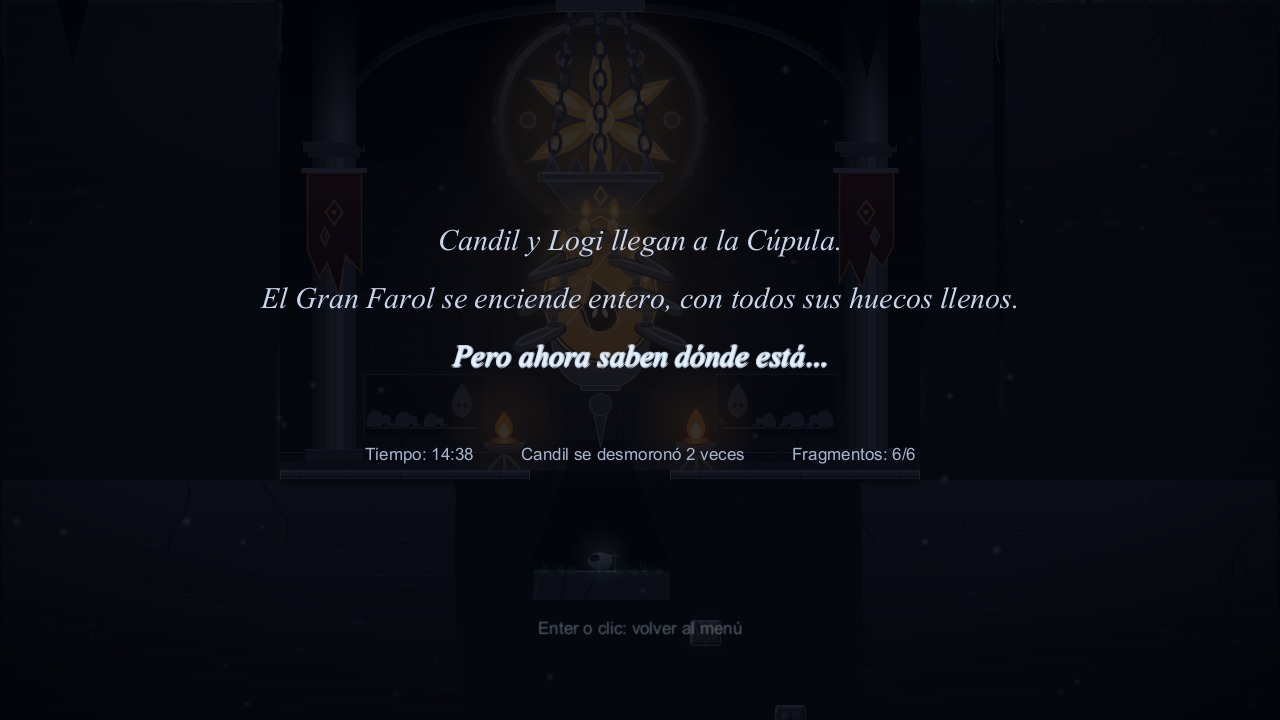 Candil y Logi llegan a la Cúpula.
El Gran Farol se enciende entero, con todos sus huecos llenos.
Pero ahora saben dónde está...
Tiempo: 14:38 Candil se desmoronó 2 veces Fragmentos: 6/6
Enter o clic: volver al menú